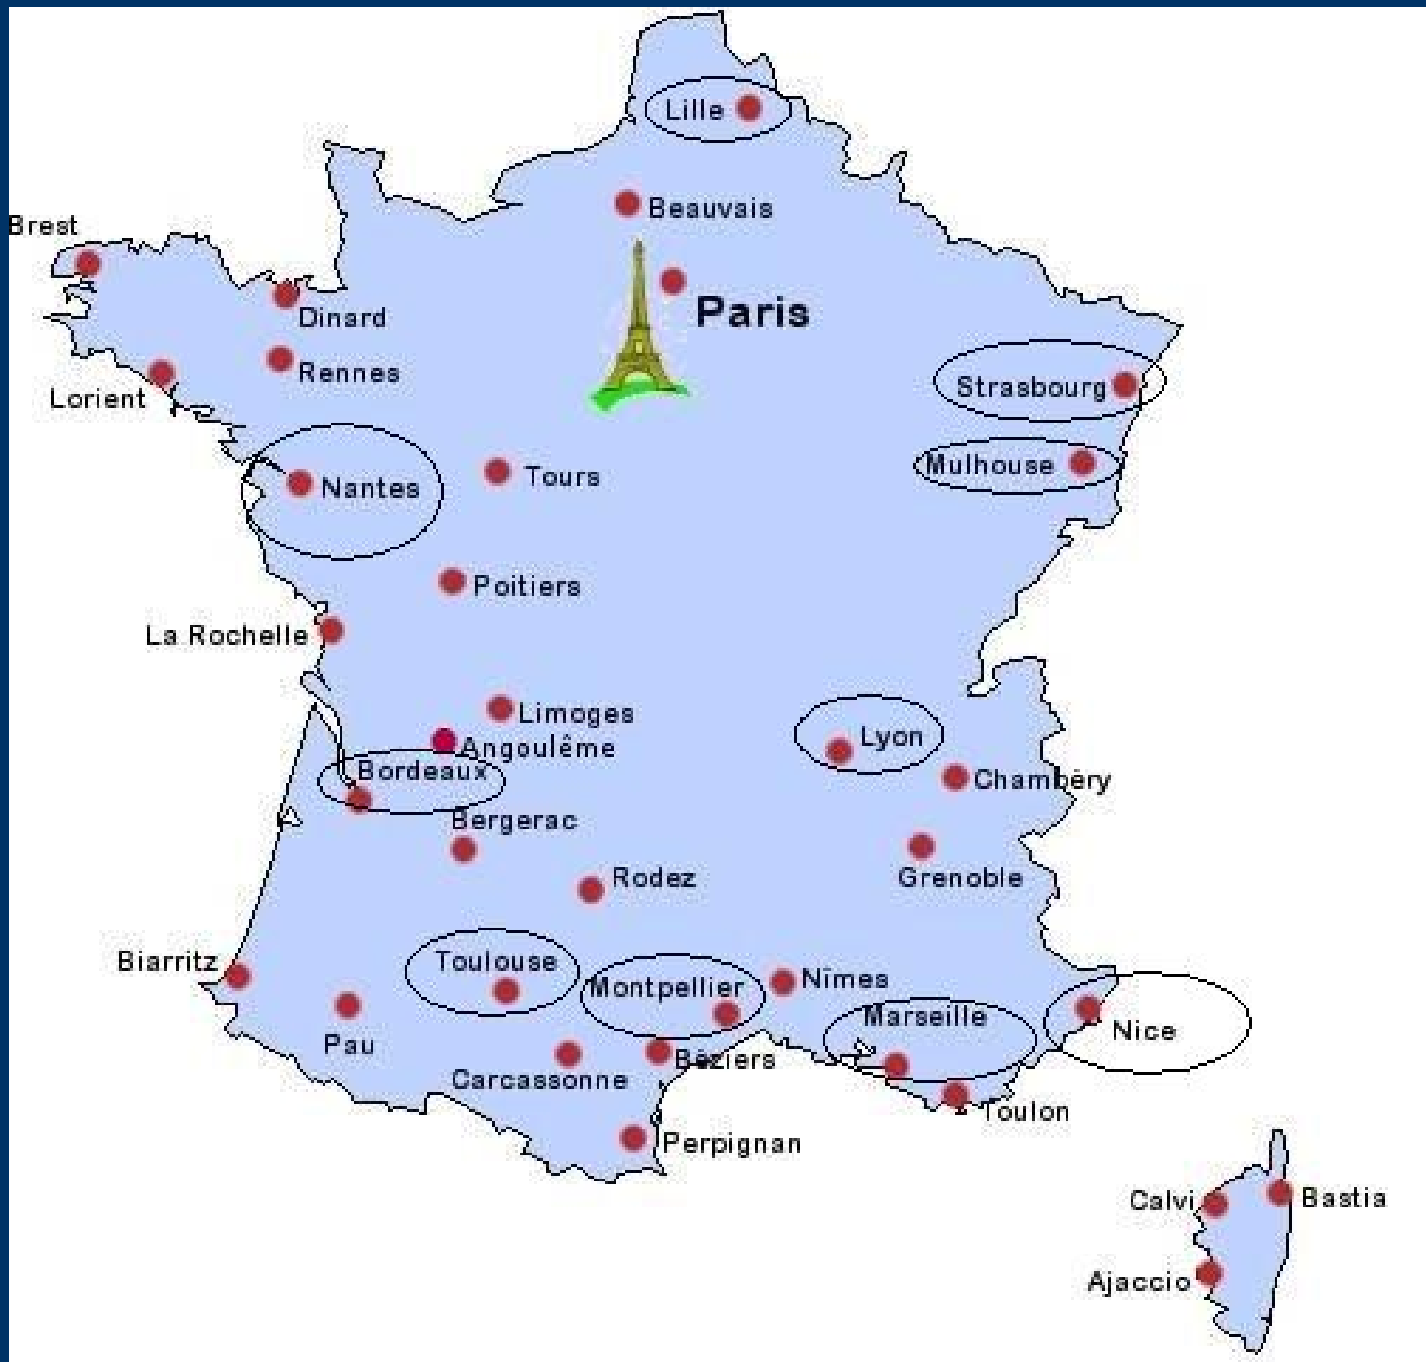 Lille
Beauvais
Brest
Paris
Dinard
Rennes
Strasbourg
Lorient
Mulhouse
Tours
Nantes
Poitiers
La Rochelle
Limoges
Lyon
Angoulême
Bordeaux
Chambéry
Bergerac
Rodez
Grenoble
Biarritz
Toulouse
Nîmes
Montpellier
Marseille
Nice
Pau
Béziers
Carcassonne
Toulon
Perpignan
Calvi
Bastia
Ajaccio